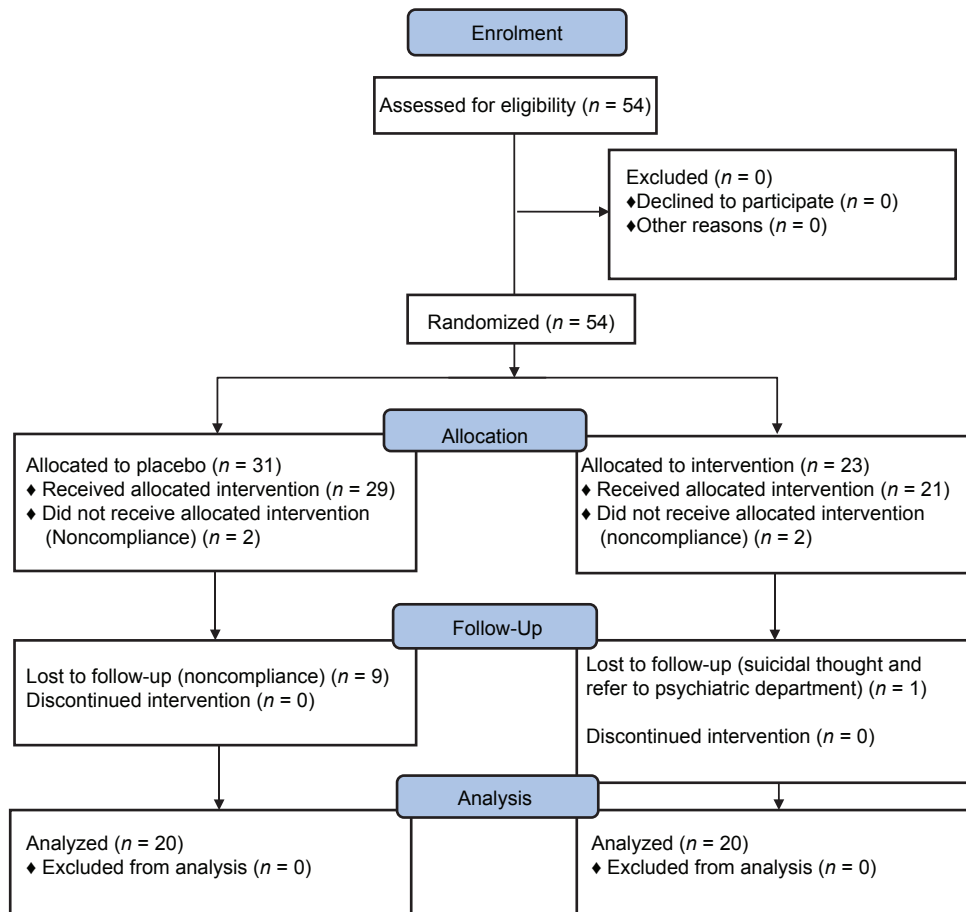 Enrolment
Assessed for eligibility (n = 54)
Excluded (n = 0)
♦Declined to participate (n = 0)
♦Other reasons (n = 0)
Randomized (n = 54)
Allocation
Allocated to placebo (n = 31)
♦ Received allocated intervention (n = 29)
♦ Did not receive allocated intervention
(Noncompliance) (n = 2)
Allocated to intervention (n = 23)
♦ Received allocated intervention (n = 21)
♦ Did not receive allocated intervention
(noncompliance) (n = 2)
Follow-Up
Lost to follow-up (noncompliance) (n = 9)
Discontinued intervention (n = 0)
Lost to follow-up (suicidal thought and
refer to psychiatric department) (n = 1)
Discontinued intervention (n = 0)
Analysis
Analyzed (n = 20)
♦ Excluded from analysis (n = 0)
Analyzed (n = 20)
♦ Excluded from analysis (n = 0)